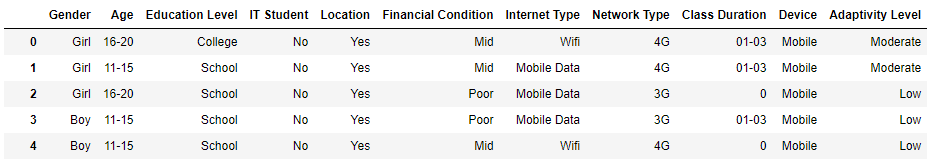 Gender Age Education Level IT Student Location Financial Condition Internet Type Network Type Class Duration Device Adaptivity Level
0 Girl 16-20 College No Yes Mid Wifi 4G 01-03 Mobile Moderate
1 Girl 11-15 School No Yes Mid Mobile Data 4G 01-03 Mobile Moderate
2 Girl 16-20 School No Yes Poor Mobile Data 3G 0 Mobile Low
3 Boy 11-15 School No Yes Poor Mobile Data 3G 01-03 Mobile Low
4 Boy 11-15 School No Yes Mid Wifi 4G 0 Mobile Low